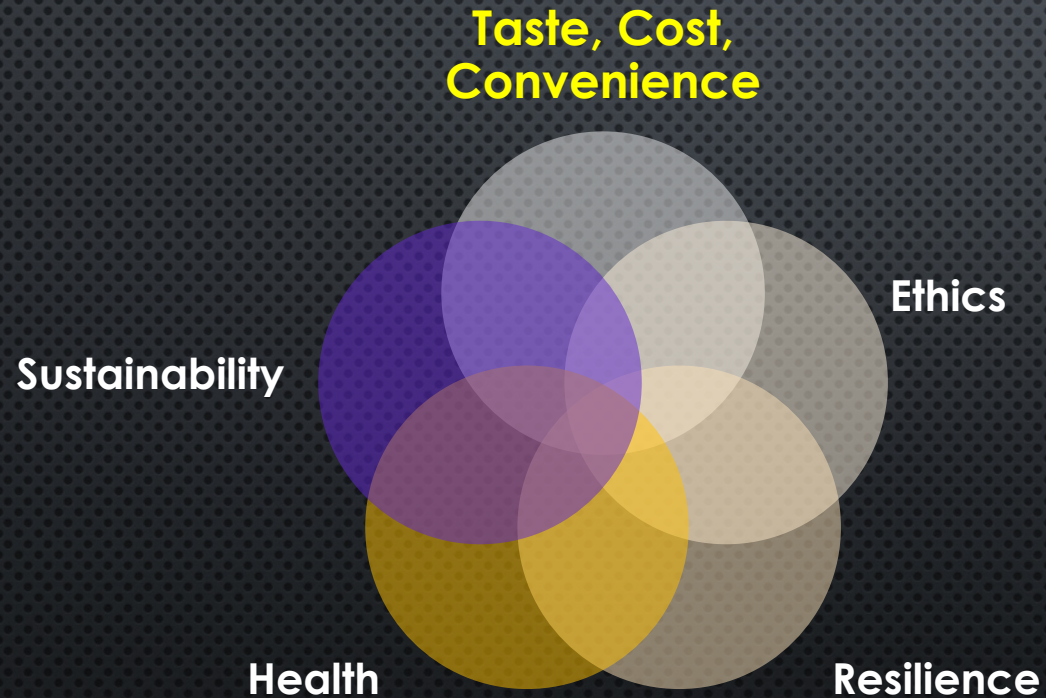 Taste, Cost,
Convenience
Ethics
Sustainability
Health
Resilience